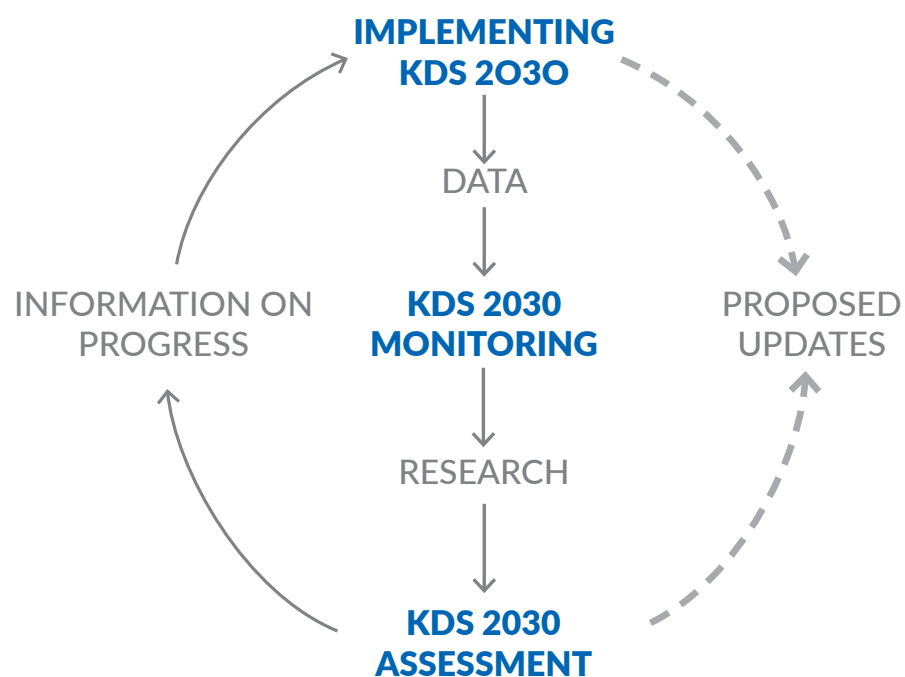 IMPLEMENTING
KDS 2O3O
DATA
INFORMATION ON
PROGRESS
KDS 2030
MONITORING
PROPOSED
UPDATES
RESEARCH
KDS 2030
ASSESSMENT